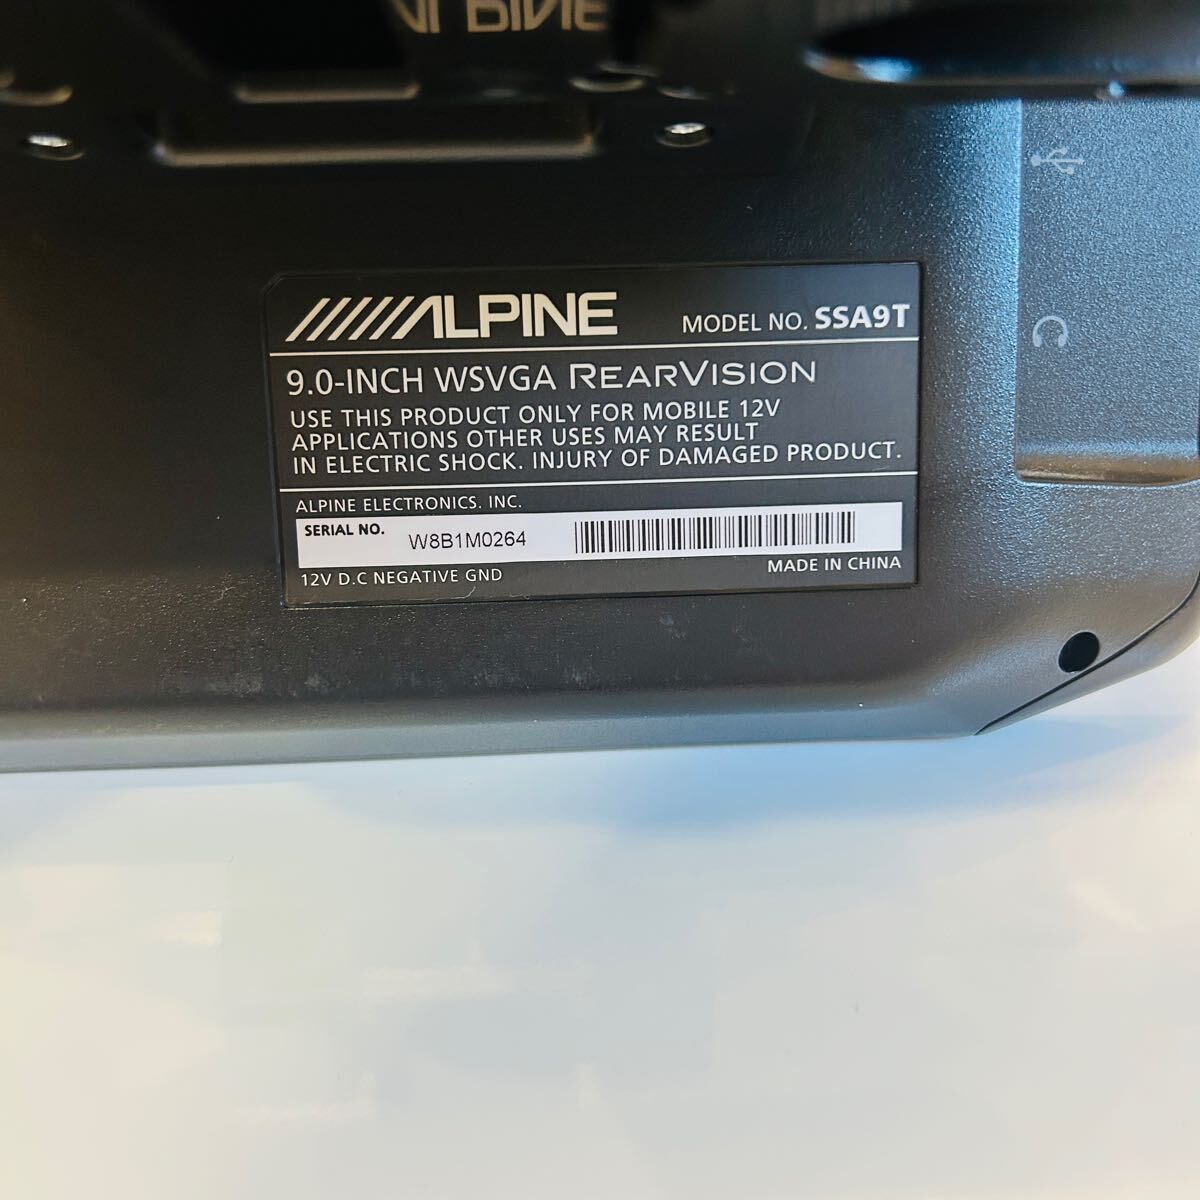 ALPINE
ALPINE MODEL NO. SSA9T
9.0-INCH WSVGA REARVISION
USE THIS PRODUCT ONLY FOR MOBILE 12V
APPLICATIONS OTHER USES MAY RESULT
IN ELECTRIC SHOCK. INJURY OF DAMAGED PRODUCT.
ALPINE ELECTRONICS. INC.
SERIAL NO. W8B1M0264
12V D.C NEGATIVE GND MADE IN CHINA